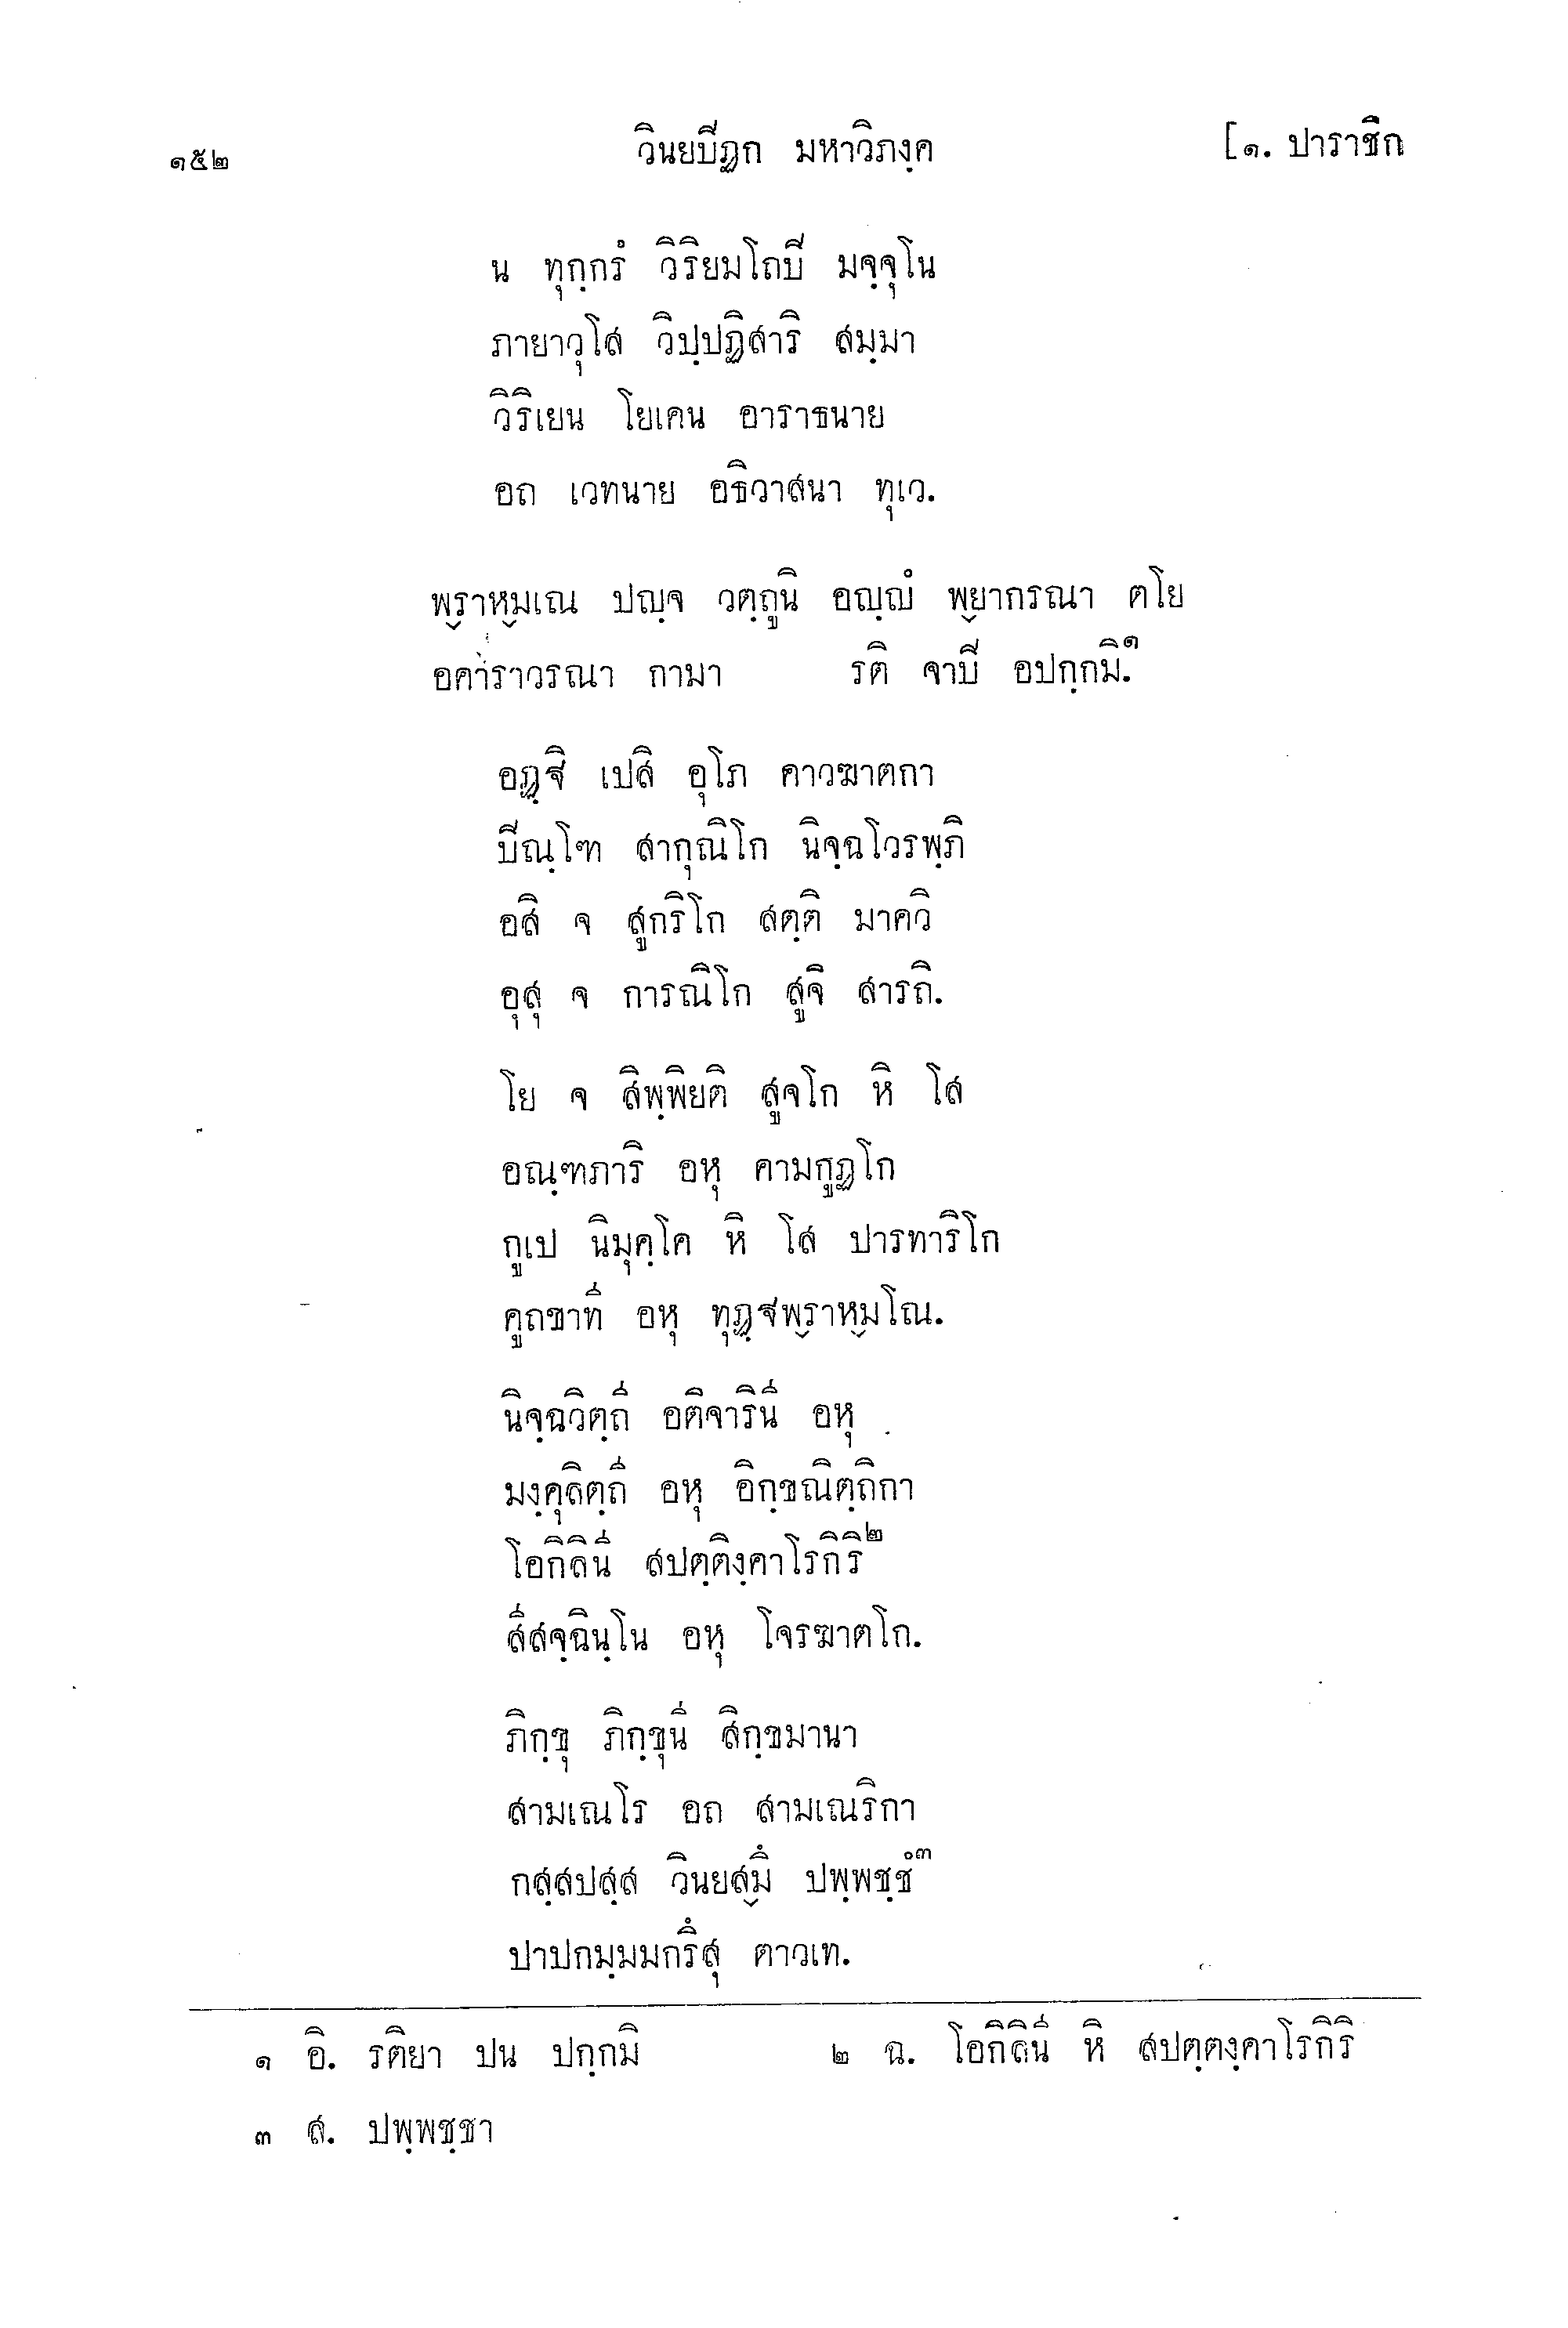 ๑๕๒ วินยปิฏก มหาวิภงฺค [๑. ปาราชิก
น ทุกฺกรํ วิริยมโถปิ มจฺจุโน
ภายาวุโส วิปฺปฏิสาริ สมฺมา
วิริเยน โยเคน อาราธนาย
อถ เวทนาย อธิวาสนา ทุเว.
พฺราหฺมเณ ปญฺจ วตฺถูนิ อญฺญํ พฺยากรณา ตโย
อคาราวรณา กามา รติ จาปิ อปกฺกมิ.๑
อฏฺฐิ เปสิ อุโภ คาวฆาตกา
ปิณฺโฑ สากุณิโก นิจฺฉโวรพฺภิ
อสิ จ สูกริโก สตฺติ มาควิ
อุสุ จ การณิโก สูจิ สารถิ.
โย จ สิพฺพิยติ สูจโก หิ โส
อณฺฑภาริ อหุ คามกูฏโก
กูเป นิมุคฺโค หิ โส ปารทาริโก
คูถขาทึ อหุ ทุฏฺฐพฺราหฺมโณ.
นิจฺฉวิตฺถึ อติจารินึ อหุ
มงฺคุลิตฺถึ อหุ อิกฺขณิตฺถิกา
โอกิลินึ สปตฺติงฺคาโรกิริ๒
สีสจฺฉินฺโน อหุ โจรฆาตโก.
ภิกฺขุ ภิกฺขุนึ สิกฺขมานา
สามเณโร อถ สามเณริกา
กสฺสปสฺส วินยสฺมึ ปพฺพชฺชํ๓
ปาปกมฺมมกรึสุ ตาวเท.
๑ อิ. รติยา ปน ปกฺกมิ ๒ ฉ. โอกิลินึ หิ สปตฺตงฺคาโรกิริ
๓ ส. ปพฺพชฺชา